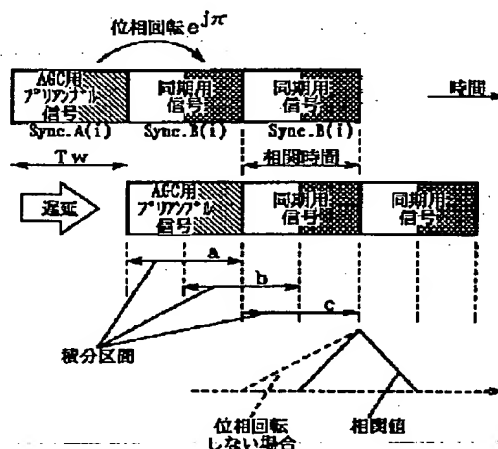 位相回転e^jπ
AGC用
プリアンブル
信号
同期用
信号
同期用
信号
時間
Sync.A(i)
Sync.B(i)
Sync.B(i)
Tw
相関時間
遅延
AGC用
プリアンブル
信号
同期用
信号
同期用
信号
a
b
c
積分区間
位相回転
しない場合
相関値